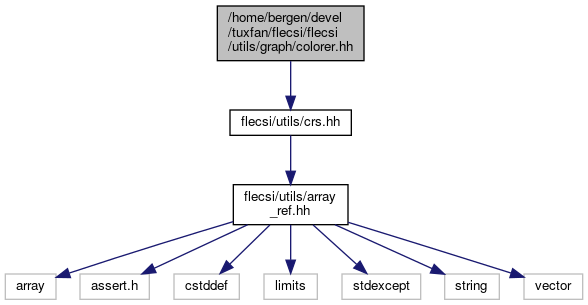 /home/bergen/devel
/tuxfan/flecsi/flecsi
/utils/graph/colorer.hh
flecsi/utils/crs.hh
flecsi/utils/array
_ref.hh
array
assert.h
cstddef
limits
stdexcept
string
vector